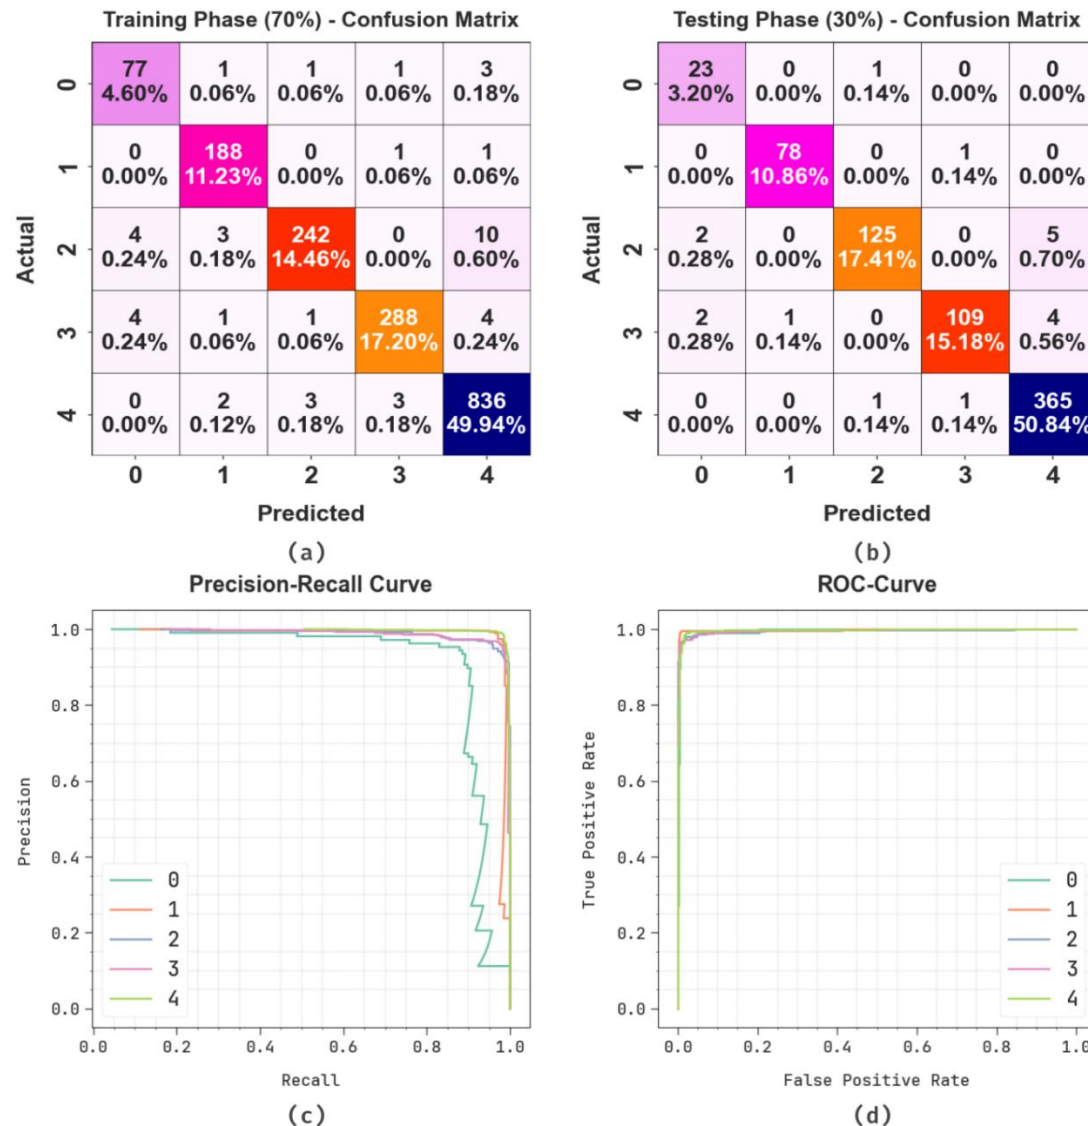 Training Phase (70%) - Confusion Matrix
0 77 1 1 1 3
4.60% 0.06% 0.06% 0.06% 0.18%
1 0 188 0 1 1
0.00% 11.23% 0.00% 0.06% 0.06%
2 4 3 242 0 10
0.24% 0.18% 14.46% 0.00% 0.60%
3 4 1 1 288 4
0.24% 0.06% 0.06% 17.20% 0.24%
4 0 2 3 3 836
0.00% 0.12% 0.18% 0.18% 49.94%
Actual
0 1 2 3 4
Predicted
(a)
Testing Phase (30%) - Confusion Matrix
0 23 0 1 0 0
3.20% 0.00% 0.14% 0.00% 0.00%
1 0 78 0 1 0
0.00% 10.86% 0.00% 0.14% 0.00%
2 2 0 125 0 5
0.28% 0.00% 17.41% 0.00% 0.70%
3 2 1 0 109 4
0.28% 0.14% 0.00% 15.18% 0.56%
4 0 0 1 1 365
0.00% 0.00% 0.14% 0.14% 50.84%
Actual
0 1 2 3 4
Predicted
(b)
Precision-Recall Curve
1.0
0.8
0.6
0.4
0.2
0.0
Precision
0
1
2
3
4
0.0 0.2 0.4 0.6 0.8 1.0
Recall
(c)
ROC-Curve
1.0
0.8
0.6
0.4
0.2
0.0
True Positive Rate
0
1
2
3
4
0.0 0.2 0.4 0.6 0.8 1.0
False Positive Rate
(d)